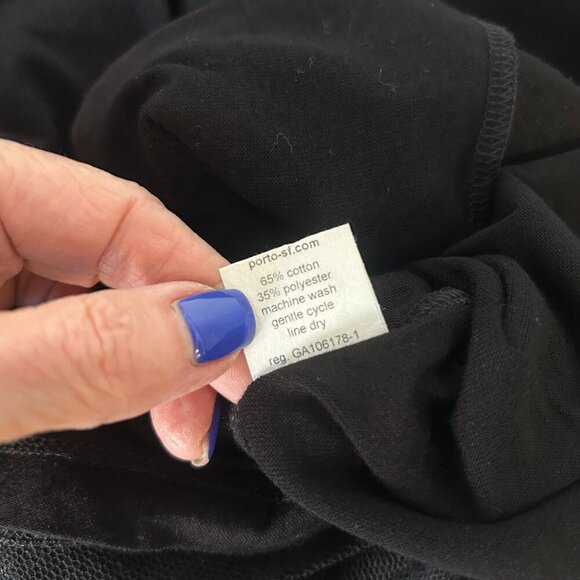 porto-sf.com
65% cotton
35% polyester
machine wash
gentle cycle
line dry
reg. GA106178-1